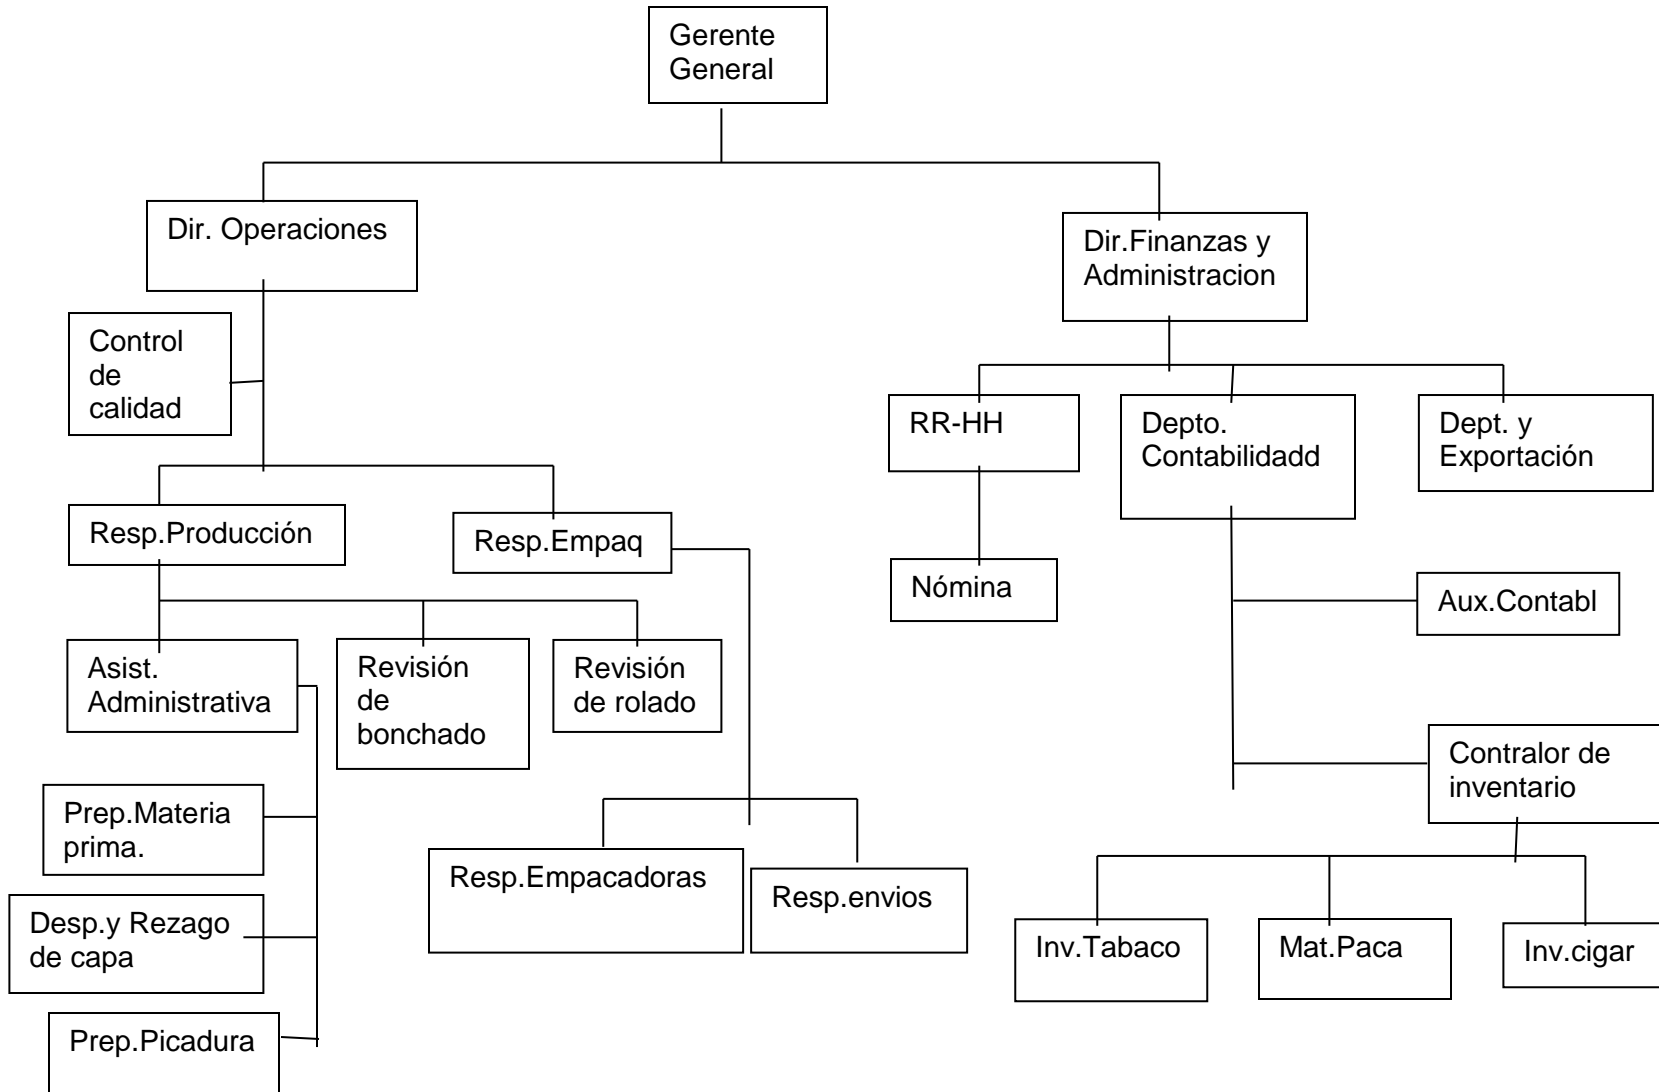 Gerente
General
Dir. Operaciones
Dir.Finanzas y
Administracion
Control
de
calidad
RR-HH
Depto.
Contabilidadd
Dept. y
Exportación
Resp.Producción
Resp.Empaq
Nómina
Aux.Contabl
Asist.
Administrativa
Revisión
de
bonchado
Revisión
de rolado
Contralor de
inventario
Prep.Materia
prima.
Resp.Empacadoras
Resp.envios
Desp.y Rezago
de capa
Inv.Tabaco
Mat.Paca
Inv.cigar
Prep.Picadura